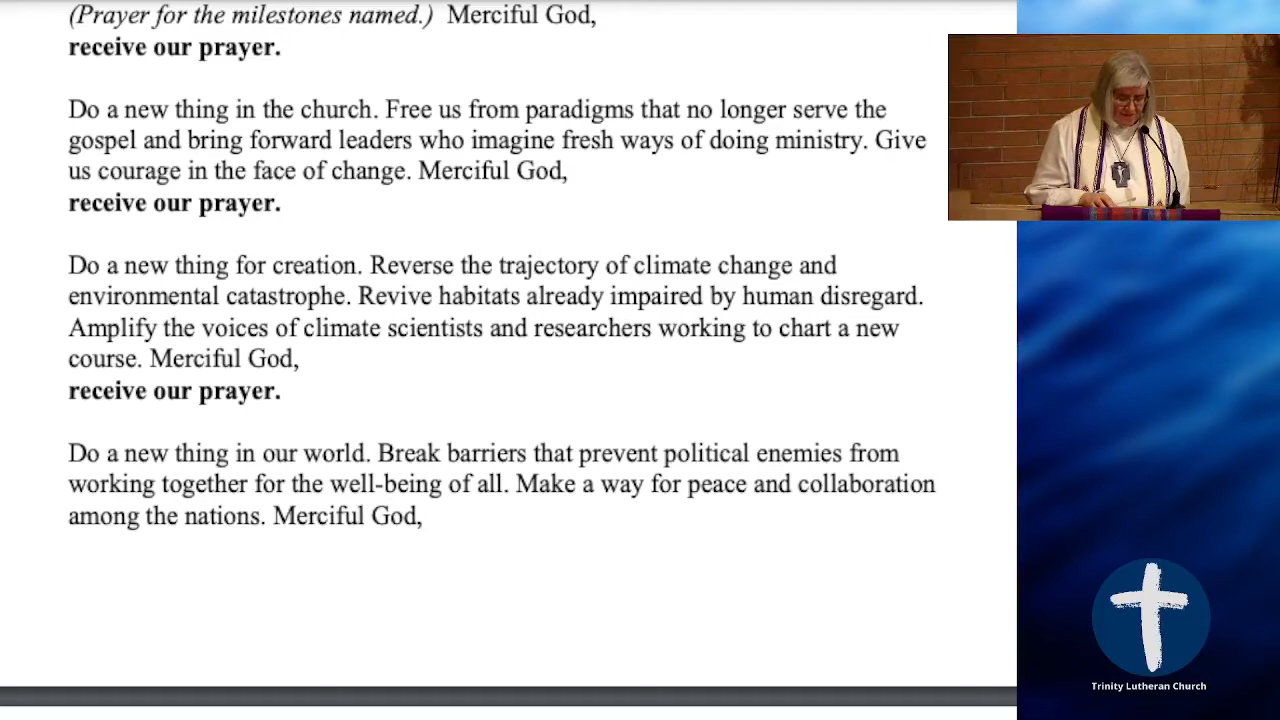 (Prayer for the milestones named.) Merciful God,
receive our prayer.
Do a new thing in the church. Free us from paradigms that no longer serve the
gospel and bring forward leaders who imagine fresh ways of doing ministry. Give
us courage in the face of change. Merciful God,
receive our prayer.
Do a new thing for creation. Reverse the trajectory of climate change and
environmental catastrophe. Revive habitats already impaired by human disregard.
Amplify the voices of climate scientists and researchers working to chart a new
course. Merciful God,
receive our prayer.
Do a new thing in our world. Break barriers that prevent political enemies from
working together for the well-being of all. Make a way for peace and collaboration
among the nations. Merciful God,
Trinity Lutheran Church